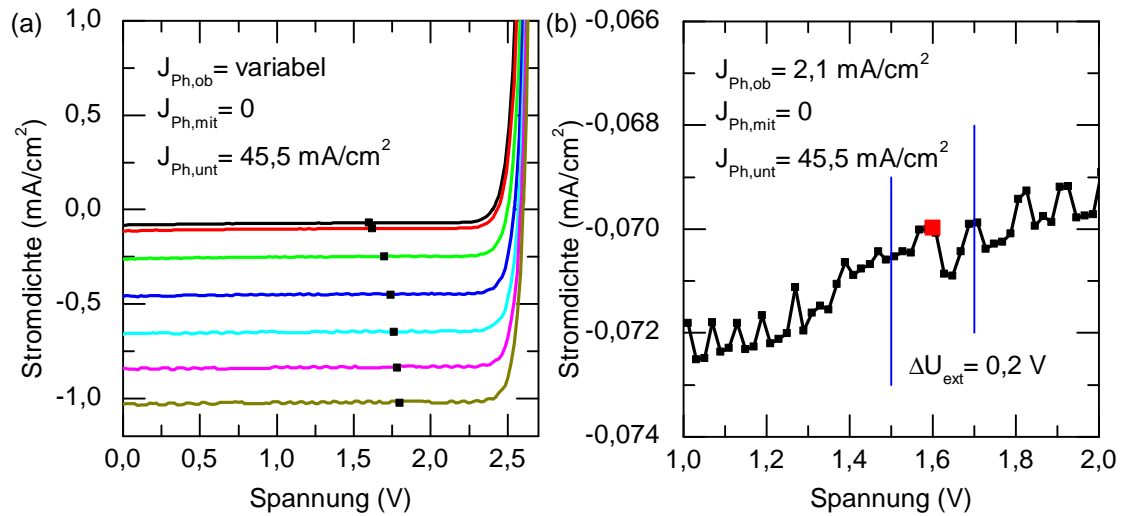 (a)
1,0
0,5
0,0
-0,5
-1,0
Stromdichte (mA/cm²)
J_Ph,ob = variabel
J_Ph,mit = 0
J_Ph,unt = 45,5 mA/cm²
0,0 0,5 1,0 1,5 2,0 2,5
Spannung (V)
(b)
-0,066
-0,068
-0,070
-0,072
-0,074
Stromdichte (mA/cm²)
J_Ph,ob = 2,1 mA/cm²
J_Ph,mit = 0
J_Ph,unt = 45,5 mA/cm²
ΔU_ext = 0,2 V
1,0 1,2 1,4 1,6 1,8 2,0
Spannung (V)